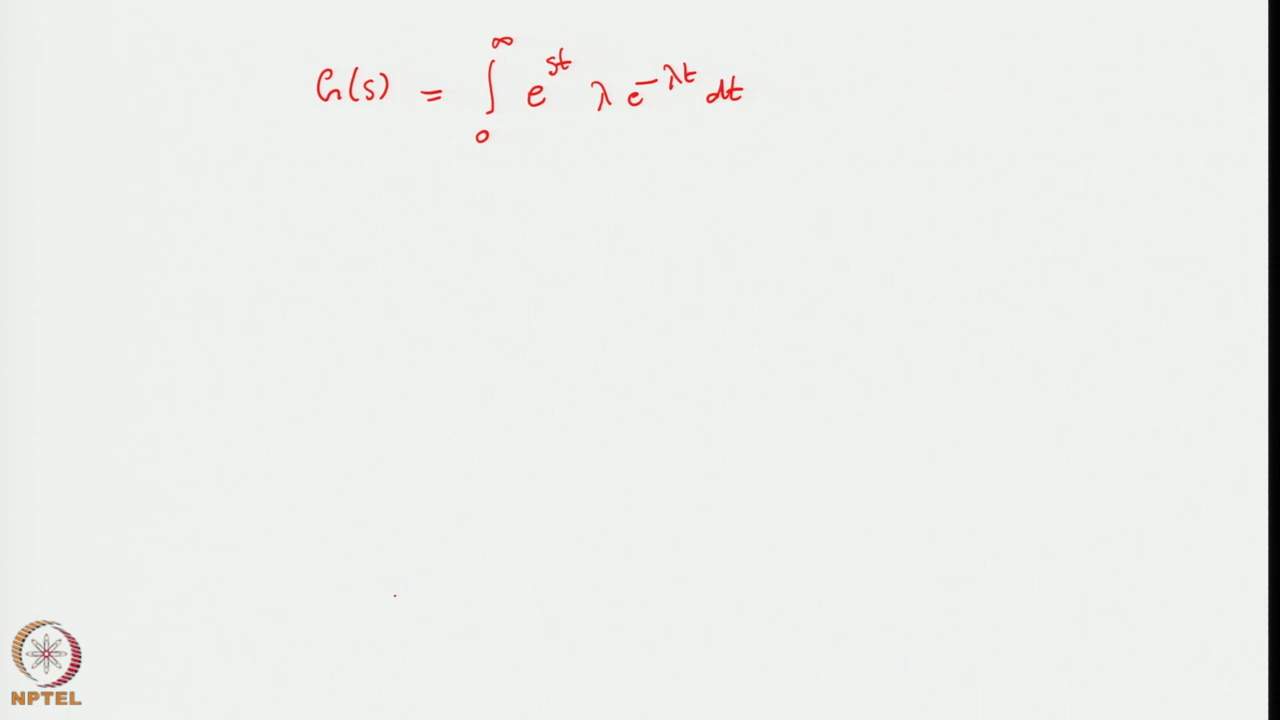 G(s) = ∫₀^∞ e^{st} λ e^{-λt} dt
NPTEL